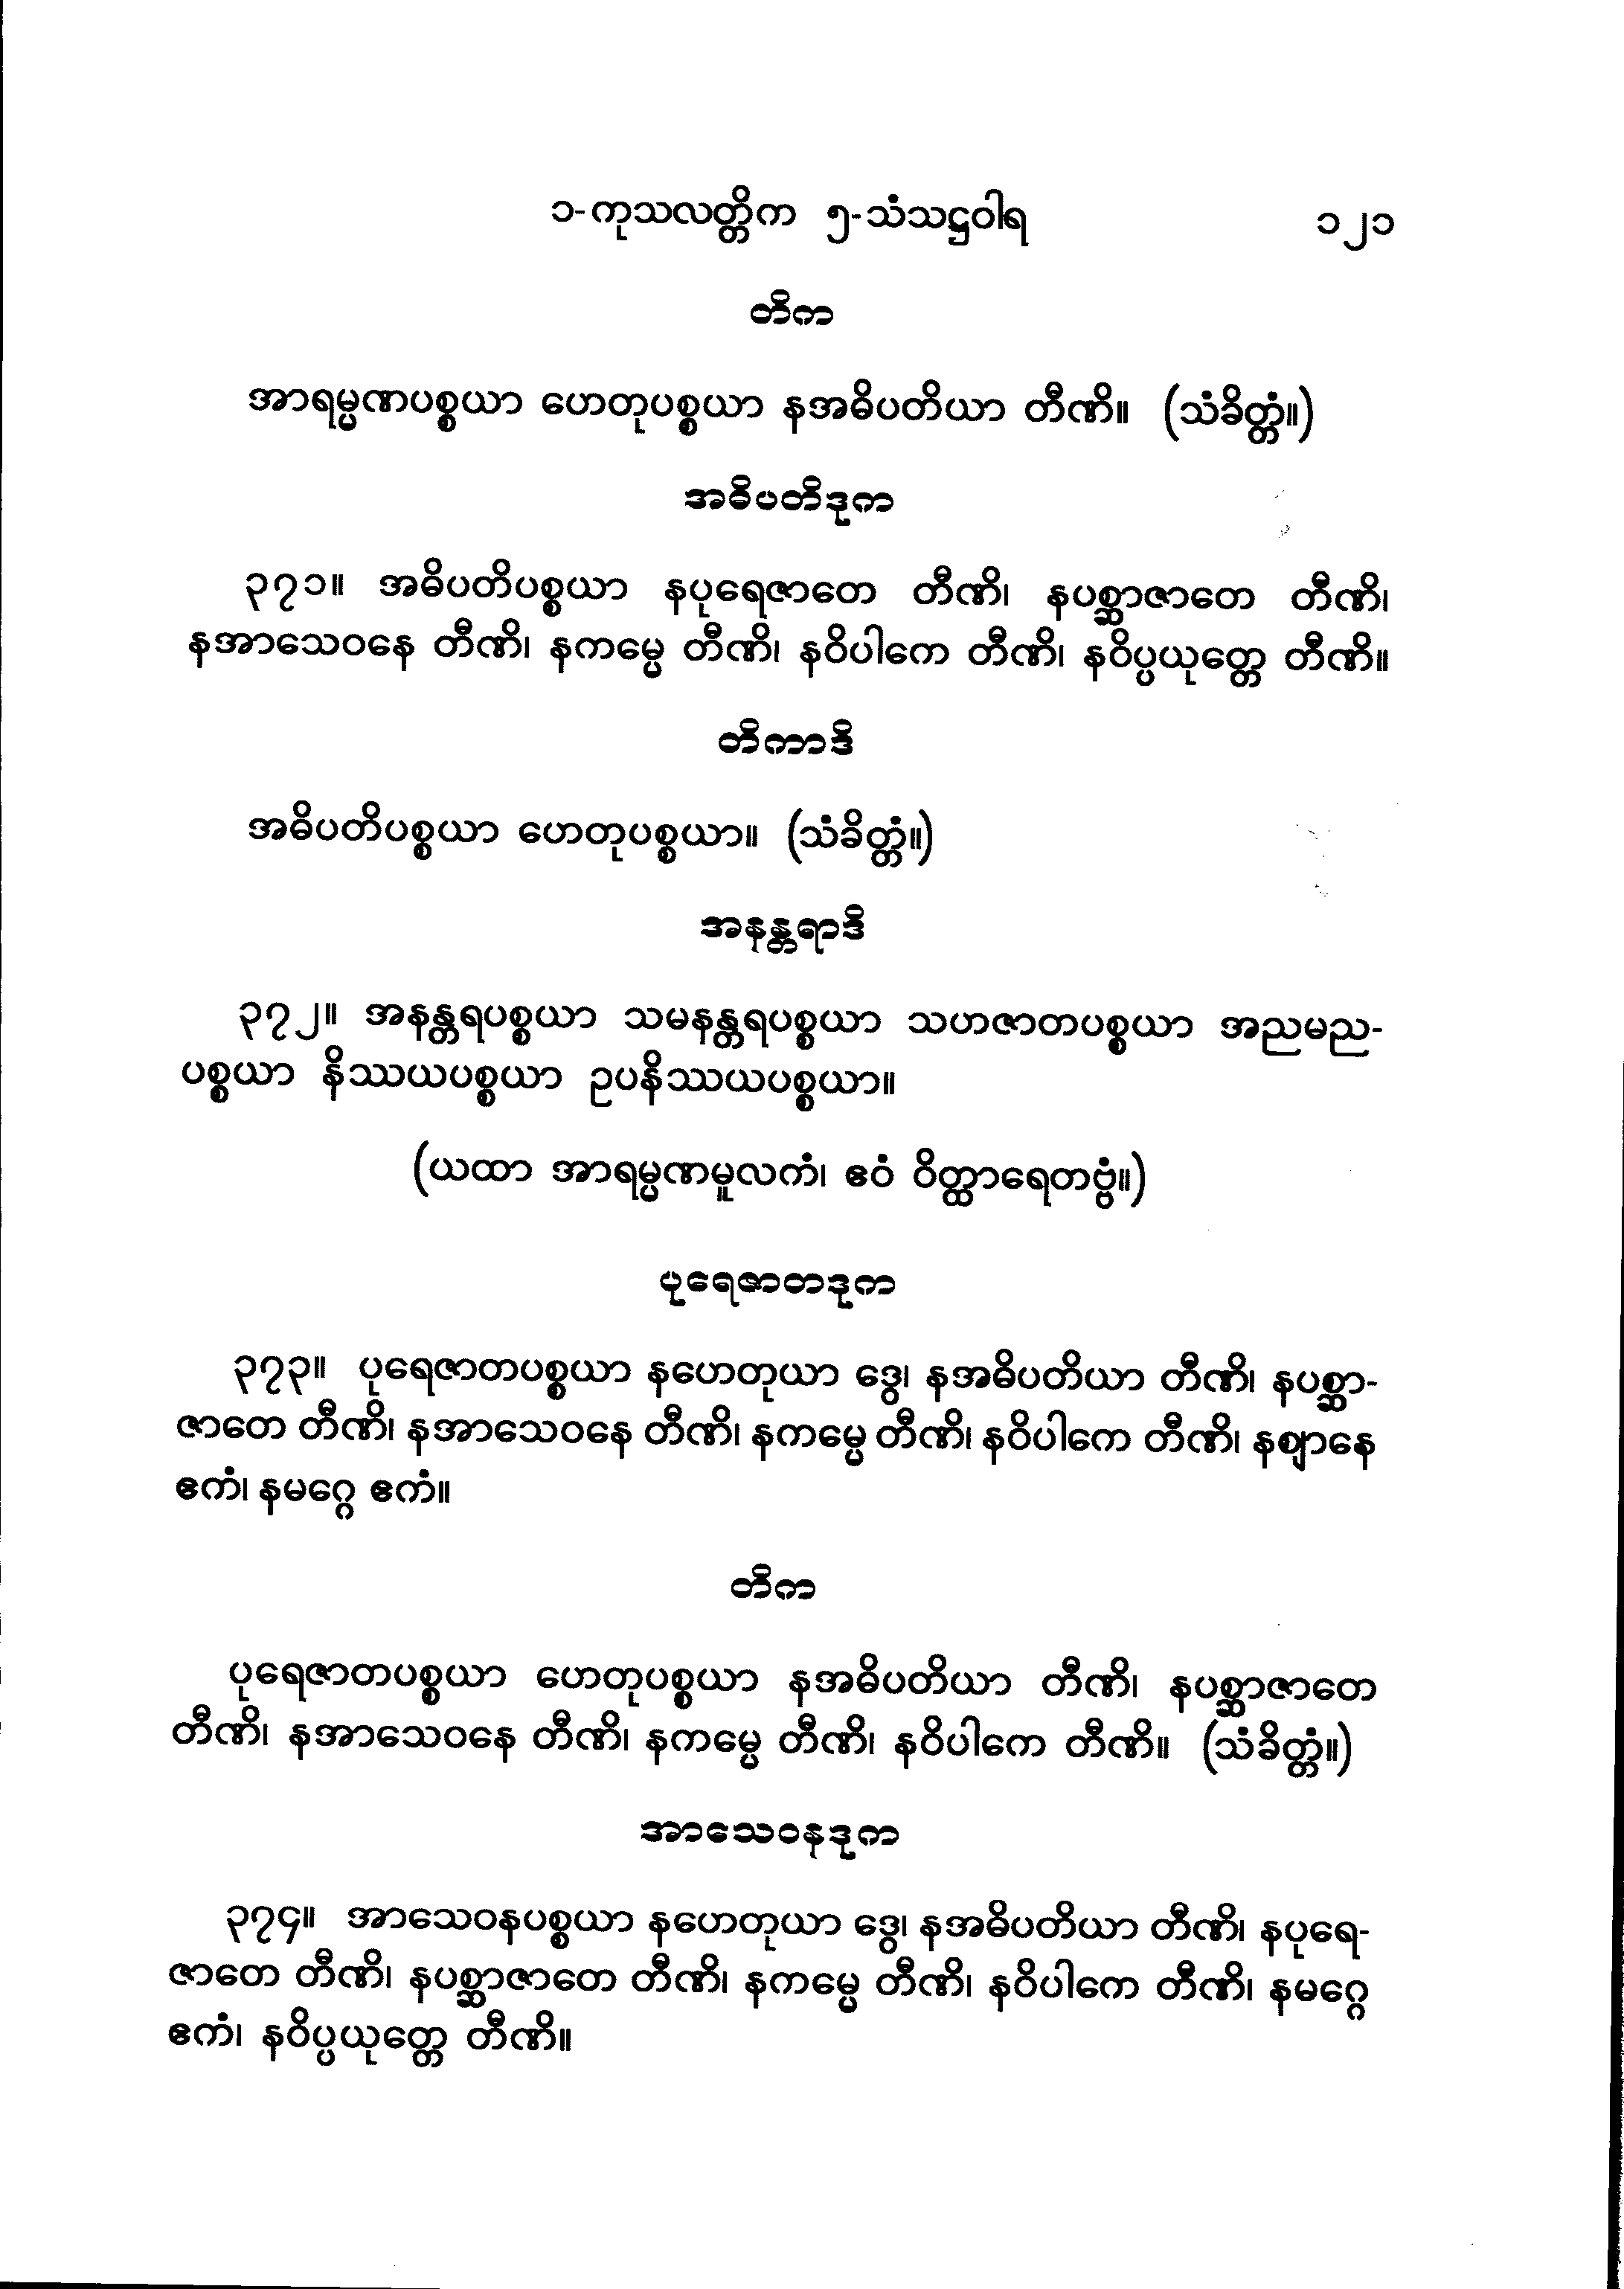 ၁-ကုသလတ္တိက ၅-သံသဋ္ဌဝါရ ၁၂၁
တိက
အာရမ္မဏပစ္စယာ ဟေတုပစ္စယာ နအဓိပတိယာ တီဏိ။ (သံခိတ္တံ။)
အဓိပတိဒုက
၃၇၁။ အဓိပတိပစ္စယာ နပုရေဇာတေ တီဏိ၊ နပစ္ဆာဇာတေ တီဏိ၊
နအာသေဝနေ တီဏိ၊ နကမ္မေ တီဏိ၊ နဝိပါကေ တီဏိ၊ နဝိပ္ပယုတ္တေ တီဏိ။
တိကာဒိ
အဓိပတိပစ္စယာ ဟေတုပစ္စယာ။ (သံခိတ္တံ။)
အနန္တရာဒိ
၃၇၂။ အနန္တရပစ္စယာ သမနန္တရပစ္စယာ သဟဇာတပစ္စယာ အညမည-
ပစ္စယာ နိဿယပစ္စယာ ဥပနိဿယပစ္စယာ။
(ယထာ အာရမ္မဏမူလကံ၊ ဧဝံ ဝိတ္ထာရေတဗ္ဗံ။)
ပုရေဇာတဒုက
၃၇၃။ ပုရေဇာတပစ္စယာ နဟေတုယာ ဒွေ၊ နအဓိပတိယာ တီဏိ၊ နပစ္ဆာ-
ဇာတေ တီဏိ၊ နအာသေဝနေ တီဏိ၊ နကမ္မေ တီဏိ၊ နဝိပါကေ တီဏိ၊ နဈာနေ
ဧကံ၊ နမဂ္ဂေ ဧကံ။
တိက
ပုရေဇာတပစ္စယာ ဟေတုပစ္စယာ နအဓိပတိယာ တီဏိ၊ နပစ္ဆာဇာတေ
တီဏိ၊ နအာသေဝနေ တီဏိ၊ နကမ္မေ တီဏိ၊ နဝိပါကေ တီဏိ။ (သံခိတ္တံ။)
အာသေဝနဒုက
၃၇၄။ အာသေဝနပစ္စယာ နဟေတုယာ ဒွေ၊ နအဓိပတိယာ တီဏိ၊ နပုရေ-
ဇာတေ တီဏိ၊ နပစ္ဆာဇာတေ တီဏိ၊ နကမ္မေ တီဏိ၊ နဝိပါကေ တီဏိ၊ နမဂ္ဂေ
ဧကံ၊ နဝိပ္ပယုတ္တေ တီဏိ။